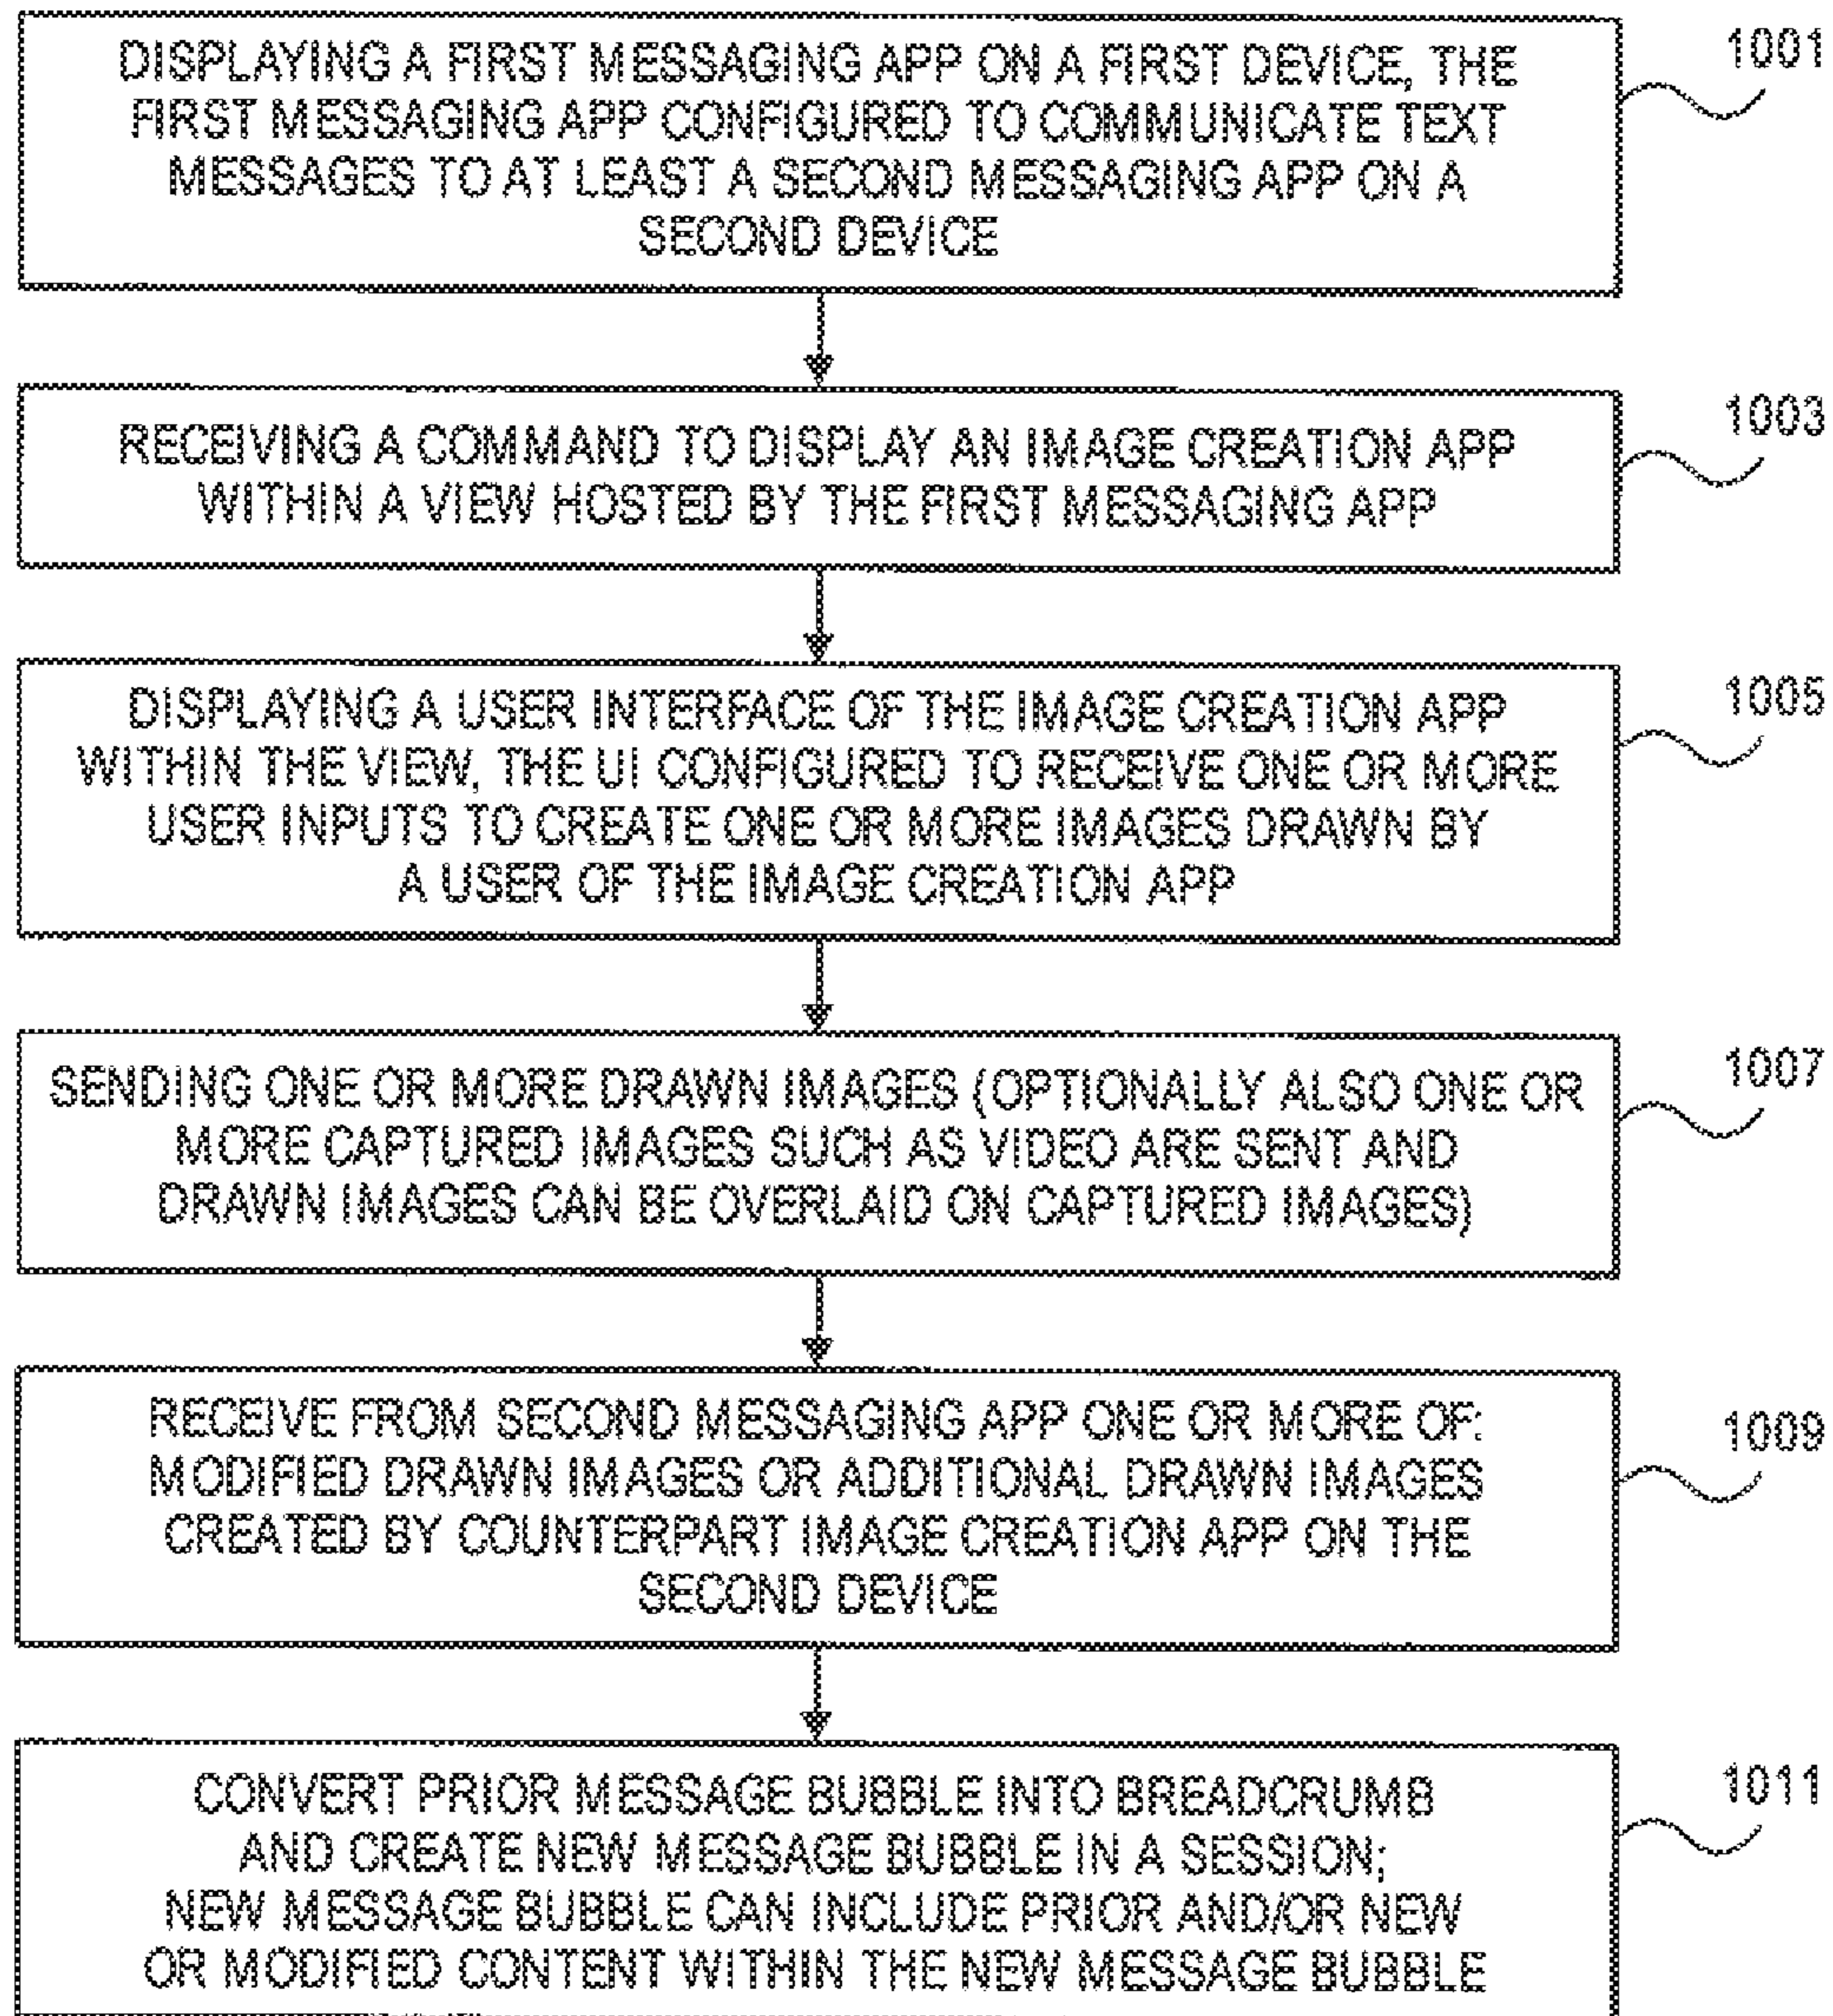 DISPLAYING A FIRST MESSAGING APP ON A FIRST DEVICE, THE
FIRST MESSAGING APP CONFIGURED TO COMMUNICATE TEXT
MESSAGES TO AT LEAST A SECOND MESSAGING APP ON A
SECOND DEVICE
1001
RECEIVING A COMMAND TO DISPLAY AN IMAGE CREATION APP
WITHIN A VIEW HOSTED BY THE FIRST MESSAGING APP
1003
DISPLAYING A USER INTERFACE OF THE IMAGE CREATION APP
WITHIN THE VIEW, THE UI CONFIGURED TO RECEIVE ONE OR MORE
USER INPUTS TO CREATE ONE OR MORE IMAGES DRAWN BY
A USER OF THE IMAGE CREATION APP
1005
SENDING ONE OR MORE DRAWN IMAGES (OPTIONALLY ALSO ONE OR
MORE CAPTURED IMAGES SUCH AS VIDEO ARE SENT AND
DRAWN IMAGES CAN BE OVERLAID ON CAPTURED IMAGES)
1007
RECEIVE FROM SECOND MESSAGING APP ONE OR MORE OF:
MODIFIED DRAWN IMAGES OR ADDITIONAL DRAWN IMAGES
CREATED BY COUNTERPART IMAGE CREATION APP ON THE
SECOND DEVICE
1009
CONVERT PRIOR MESSAGE BUBBLE INTO BREADCRUMB
AND CREATE NEW MESSAGE BUBBLE IN A SESSION;
NEW MESSAGE BUBBLE CAN INCLUDE PRIOR AND/OR NEW
OR MODIFIED CONTENT WITHIN THE NEW MESSAGE BUBBLE
1011